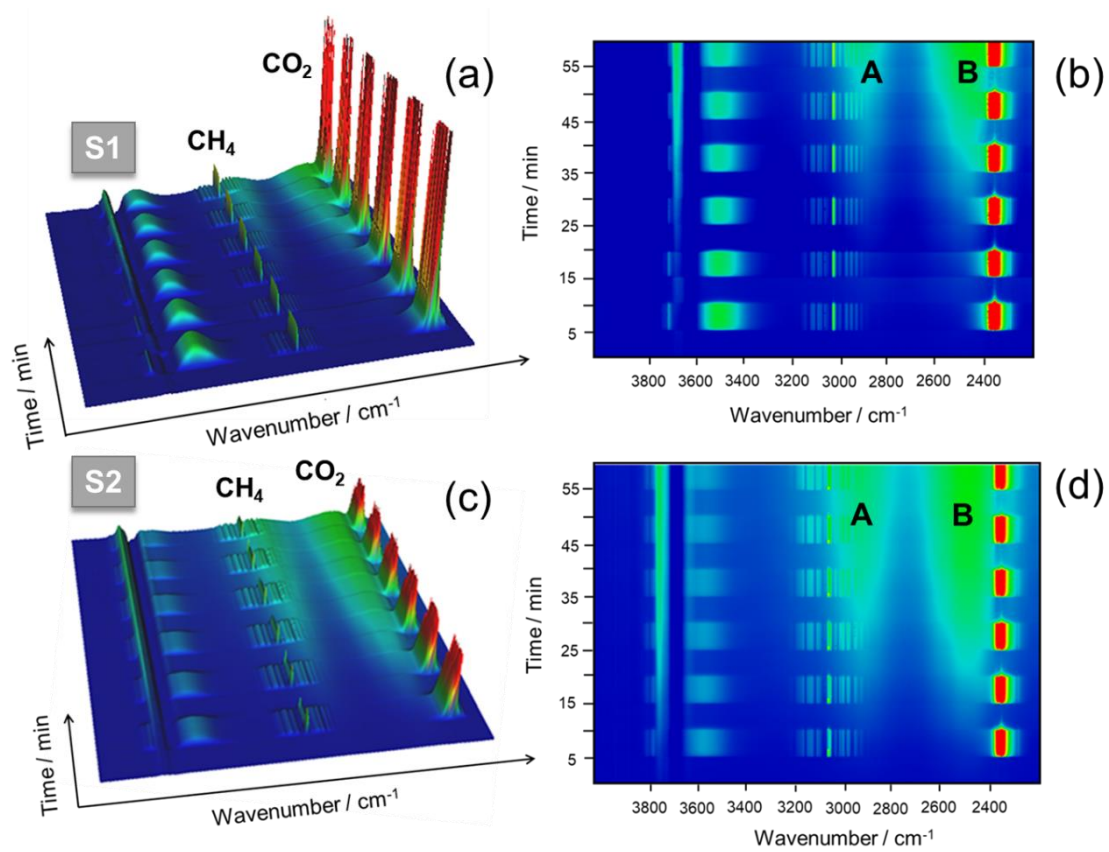 (a)
CO2
S1
CH4
Time / min
Wavenumber / cm-1
(b)
A B
Time / min
55
45
35
25
15
5
3800 3600 3400 3200 3000 2800 2600 2400
Wavenumber / cm-1
(c)
S2
CH4
CO2
Time / min
Wavenumber / cm-1
(d)
A B
Time / min
55
45
35
25
15
5
3800 3600 3400 3200 3000 2800 2600 2400
Wavenumber / cm-1